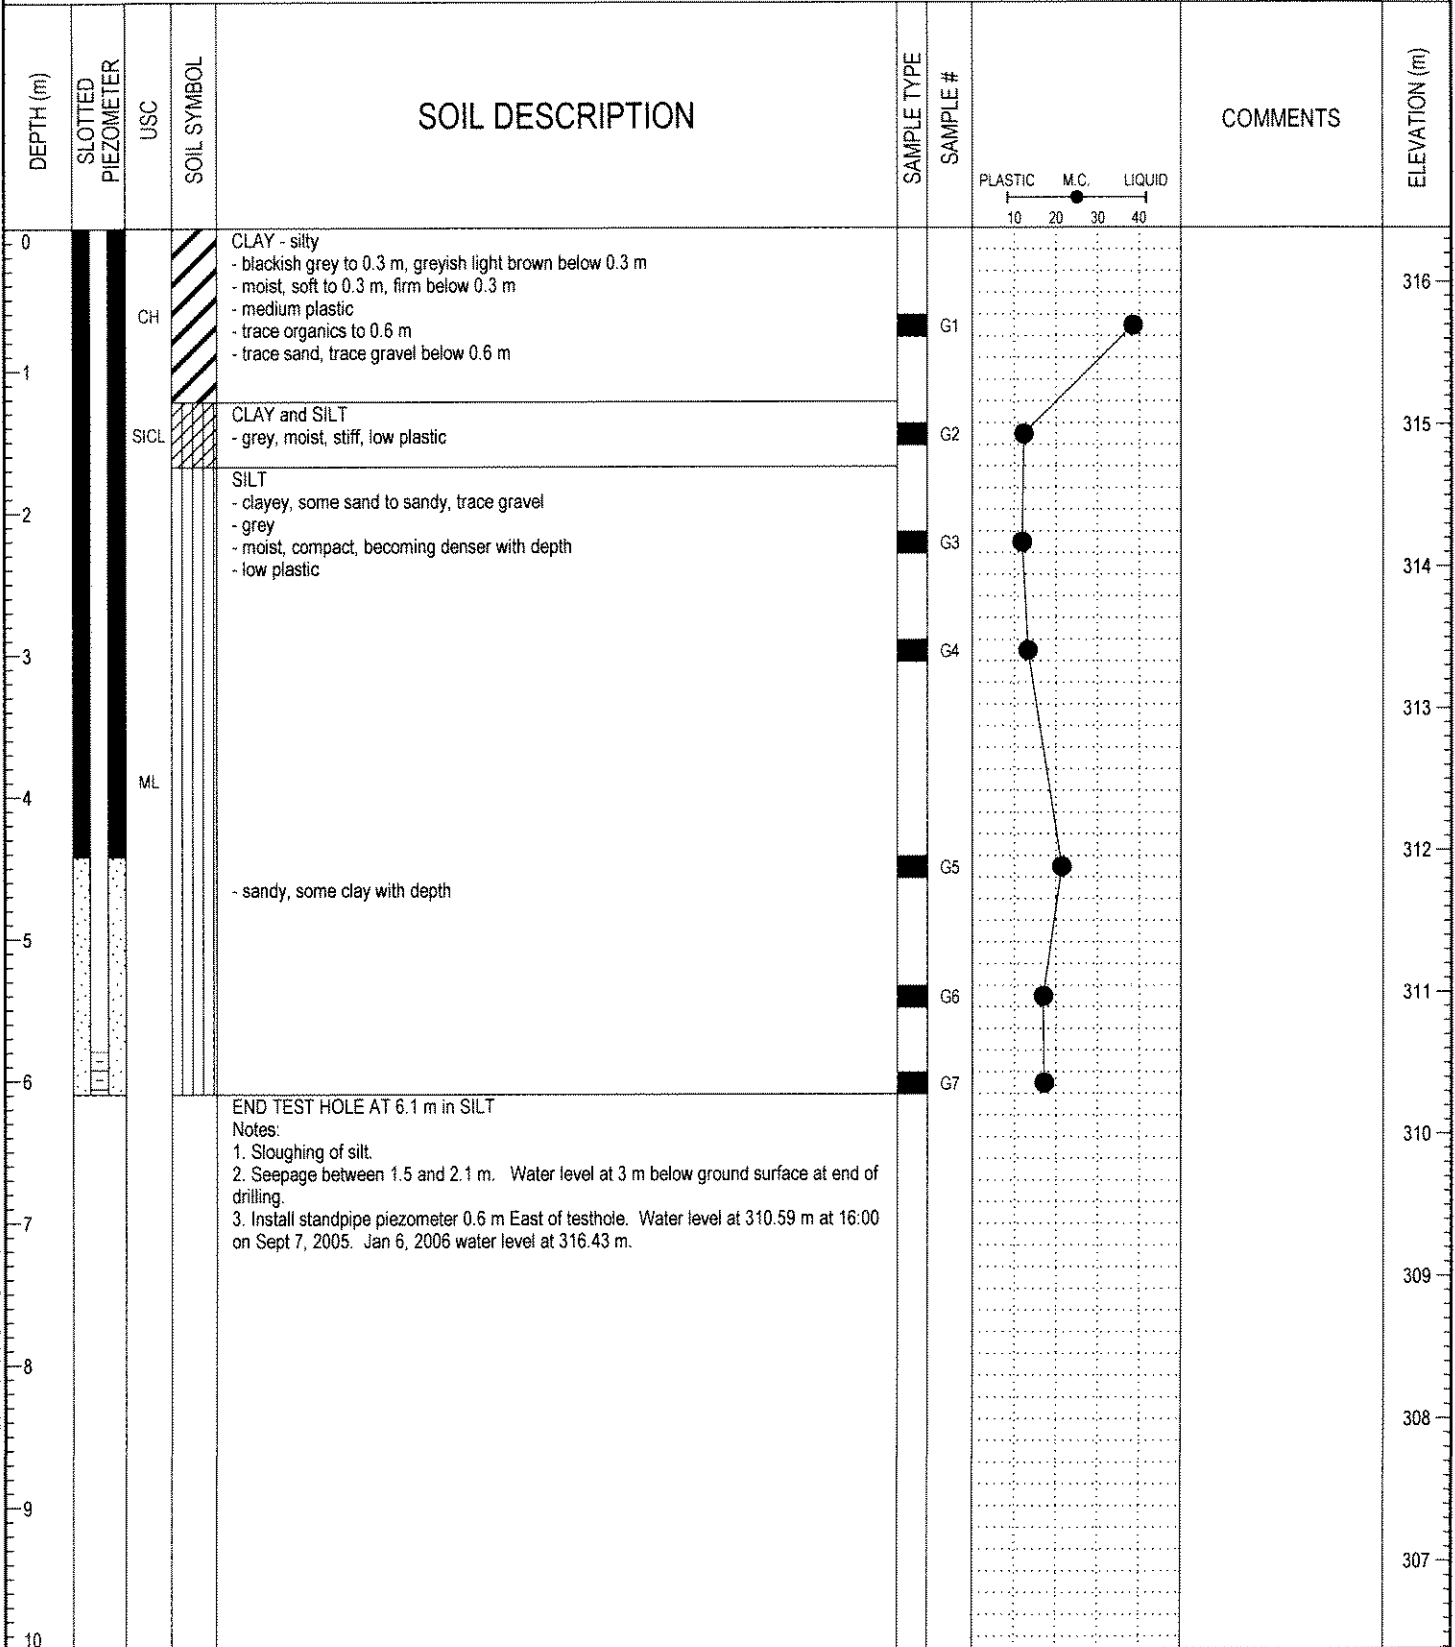 DEPTH (m)
SLOTTED
PIEZOMETER
USC
SOIL SYMBOL
SOIL DESCRIPTION
SAMPLE TYPE
SAMPLE #
PLASTIC M.C. LIQUID
10 20 30 40
COMMENTS
ELEVATION (m)
0
CLAY - silty
- blackish grey to 0.3 m, greyish light brown below 0.3 m
- moist, soft to 0.3 m, firm below 0.3 m
316
CH
- medium plastic
- trace organics to 0.6 m
G1
- trace sand, trace gravel below 0.6 m
1
CLAY and SILT
SICL
- grey, moist, stiff, low plastic
G2
315
SILT
- clayey, some sand to sandy, trace gravel
2
- grey
- moist, compact, becoming denser with depth
G3
- low plastic
314
3
G4
313
ML
4
312
G5
- sandy, some clay with depth
5
G6
311
6
G7
END TEST HOLE AT 6.1 m in SILT
Notes:
310
1. Sloughing of silt.
2. Seepage between 1.5 and 2.1 m. Water level at 3 m below ground surface at end of
drilling.
3. Install standpipe piezometer 0.6 m East of testhole. Water level at 310.59 m at 16:00
7
on Sept 7, 2005. Jan 6, 2006 water level at 316.43 m.
309
8
308
9
307
10